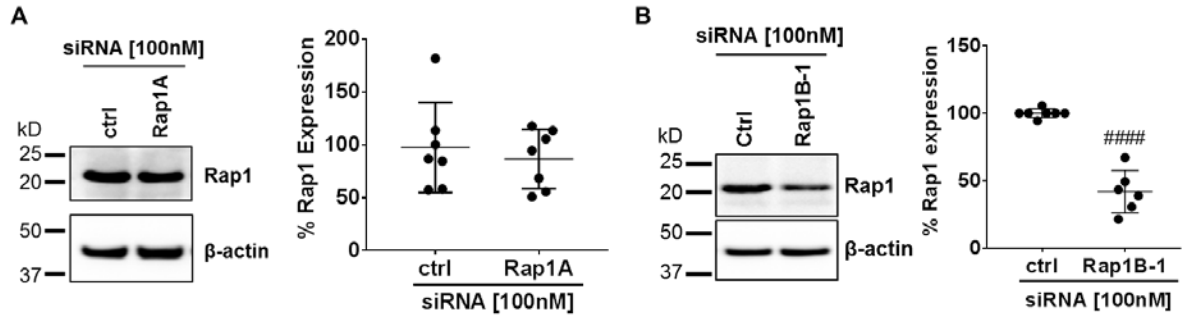 A
siRNA [100nM]
ctrl
Rap1A
kD
25
20
Rap1
50
37
β-actin
% Rap1 Expression
200
150
100
50
0
ctrl
Rap1A
siRNA [100nM]
B
siRNA [100nM]
Ctrl
Rap1B-1
kD
25
20
Rap1
50
37
β-actin
% Rap1 expression
150
100
50
0
####
ctrl
Rap1B-1
siRNA [100nM]